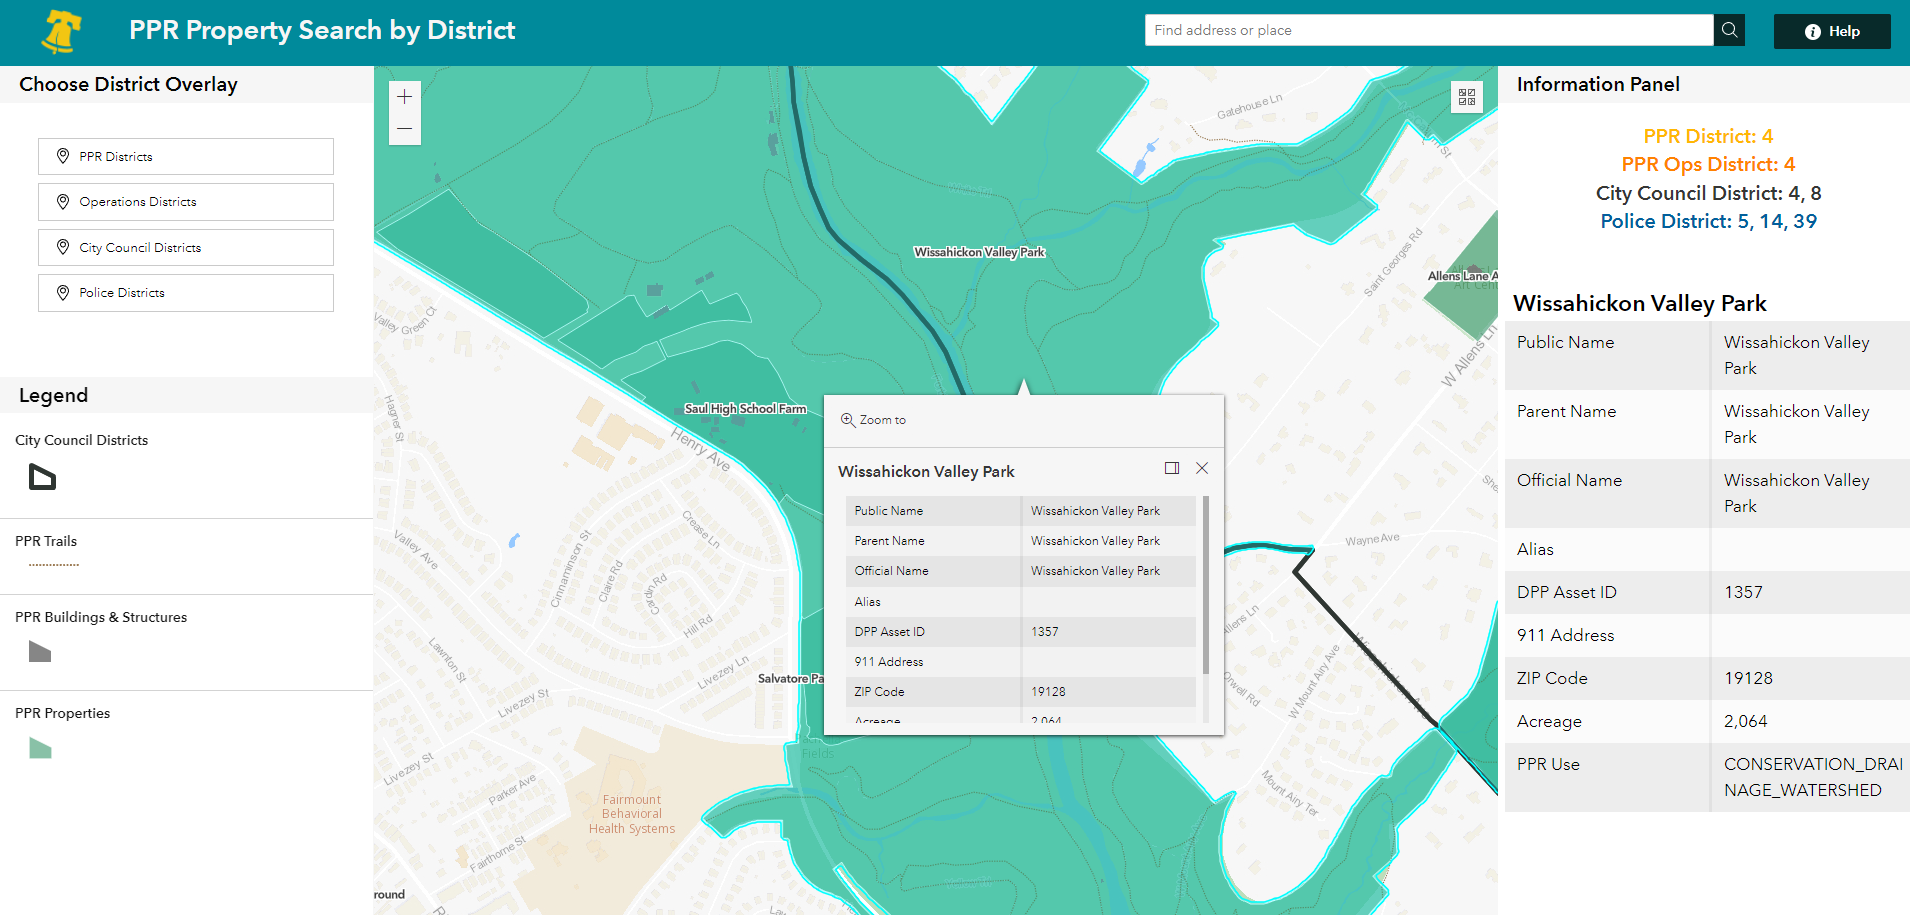 PPR Property Search by District
Find address or place
Help
Choose District Overlay
PPR Districts
Operations Districts
City Council Districts
Police Districts
Legend
City Council Districts
PPR Trails
PPR Buildings & Structures
PPR Properties
Gatehouse Ln
Wissahickon Valley Park
Saint Georges Rd
Allens Lane A
Art Cent
W Allens Ln
Valley Green Ct
Hagner St
Saul High School Farm
Henry Ave
Crease Ln
Valley Ave
Cinnaminson St
Claire Rd
Cardin Rd
Hill Rd
Livezey Ln
Lawnton St
Livezey St
Livezey St
Parker Ave
Salvatore Pa
Fields
Fairmount
Behavioral
Health Systems
Fairthorne St
round
Wayne Ave
She
Allens Ln
W Mount Airy Ave
Mount Airy Ter
Zoom to
Wissahickon Valley Park
Public Name Wissahickon Valley Park
Parent Name Wissahickon Valley Park
Official Name Wissahickon Valley Park
Alias
DPP Asset ID 1357
911 Address
ZIP Code 19128
Acreage 2,064
Information Panel
PPR District: 4
PPR Ops District: 4
City Council District: 4, 8
Police District: 5, 14, 39
Wissahickon Valley Park
Public Name Wissahickon Valley
Park
Parent Name Wissahickon Valley
Park
Official Name Wissahickon Valley
Park
Alias
DPP Asset ID 1357
911 Address
ZIP Code 19128
Acreage 2,064
PPR Use CONSERVATION_DRAI
NAGE_WATERSHED